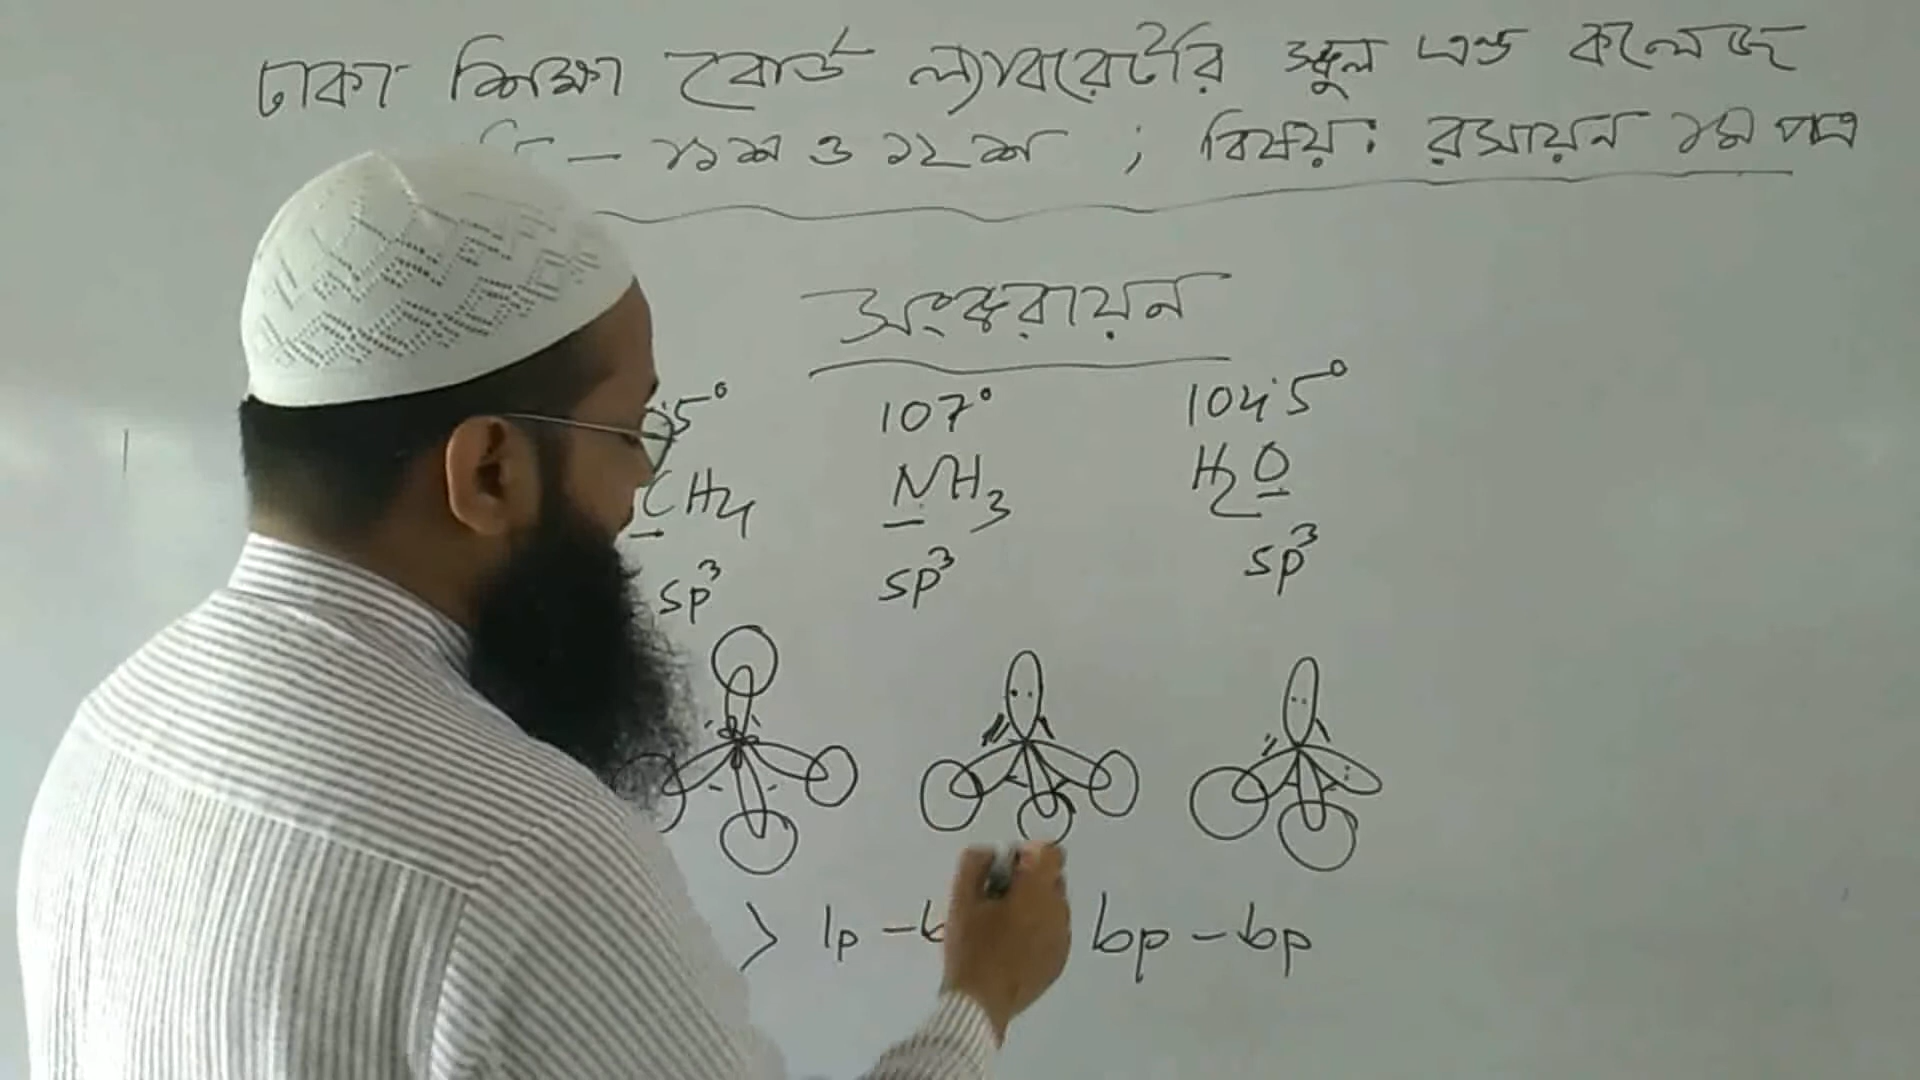 ঢাকা শিক্ষা বোর্ড ল্যাবরেটরি স্কুল এন্ড কলেজ
– ১১শ ও ১২শ ; বিষয়: রসায়ন ১ম পত্র
সংকরায়ন
.5° 107° 104.5°
CH4 NH3 H2O
sp³ sp³ sp³
> lp – bp – bp